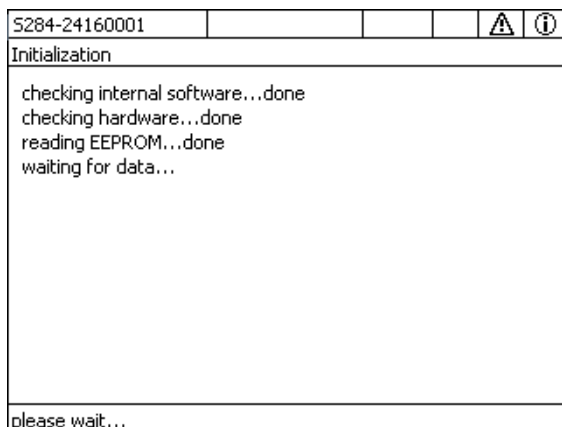 S284-24160001
Initialization
checking internal software...done
checking hardware...done
reading EEPROM...done
waiting for data...
please wait...